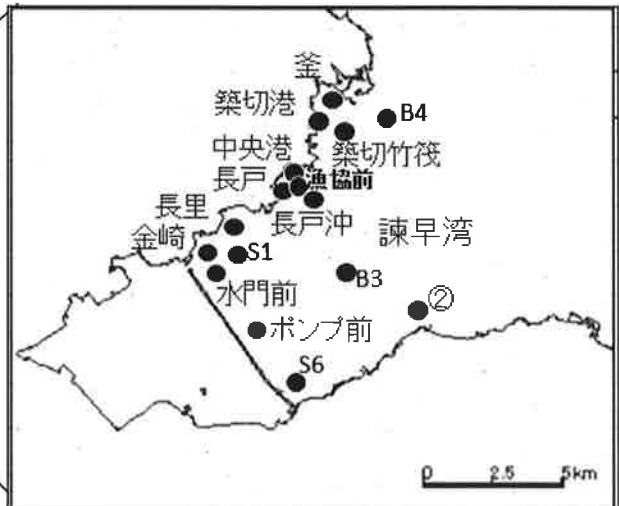 釜
築切港
B4
中央港
築切竹筏
長戸
漁協前
長里
長戸沖
諫早湾
金崎
S1
水門前
B3
②
ポンプ前
S6
0 2.5 5km